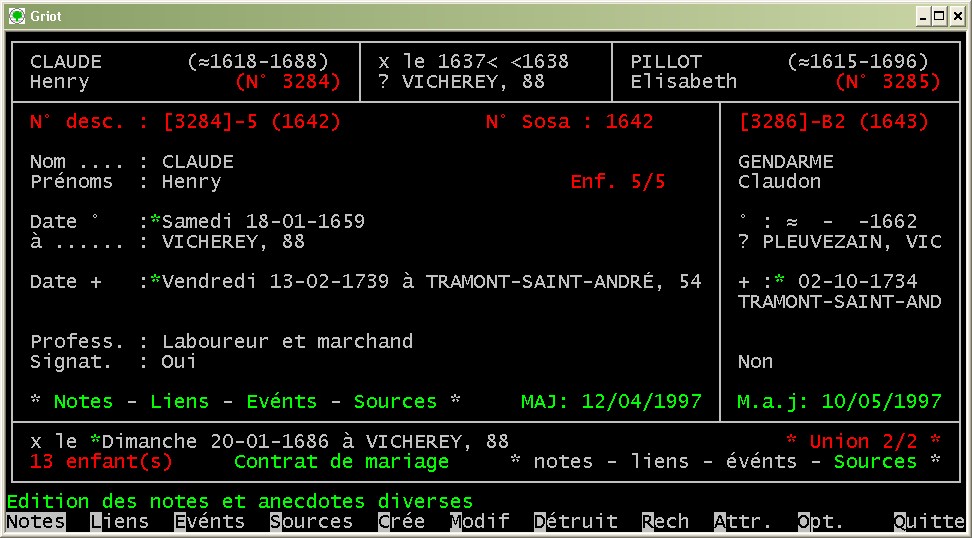 Griot
CLAUDE (≈1618-1688) x le 1637< <1638 PILLOT (≈1615-1696)
Henry (N° 3284) ? VICHEREY, 88 Elisabeth (N° 3285)
N° desc. : [3284]-5 (1642) N° Sosa : 1642 [3286]-B2 (1643)
Nom .... : CLAUDE GENDARME
Prénoms : Henry Enf. 5/5 Claudon
Date ° :*Samedi 18-01-1659 ° : ≈ - -1662
à ...... : VICHEREY, 88 ? PLEUVEZAIN, VIC
Date + :*Vendredi 13-02-1739 à TRAMONT-SAINT-ANDRÉ, 54 + :* 02-10-1734
TRAMONT-SAINT-AND
Profess. : Laboureur et marchand
Signat. : Oui Non
* Notes - Liens - Evénts - Sources * MAJ: 12/04/1997 M.a.j: 10/05/1997
x le *Dimanche 20-01-1686 à VICHEREY, 88 * Union 2/2 *
13 enfant(s) Contrat de mariage * notes - liens - événts - Sources *
Edition des notes et anecdotes diverses
Notes Liens Evénts Sources Crée Modif Détruit Rech Attr. Opt. Quitte